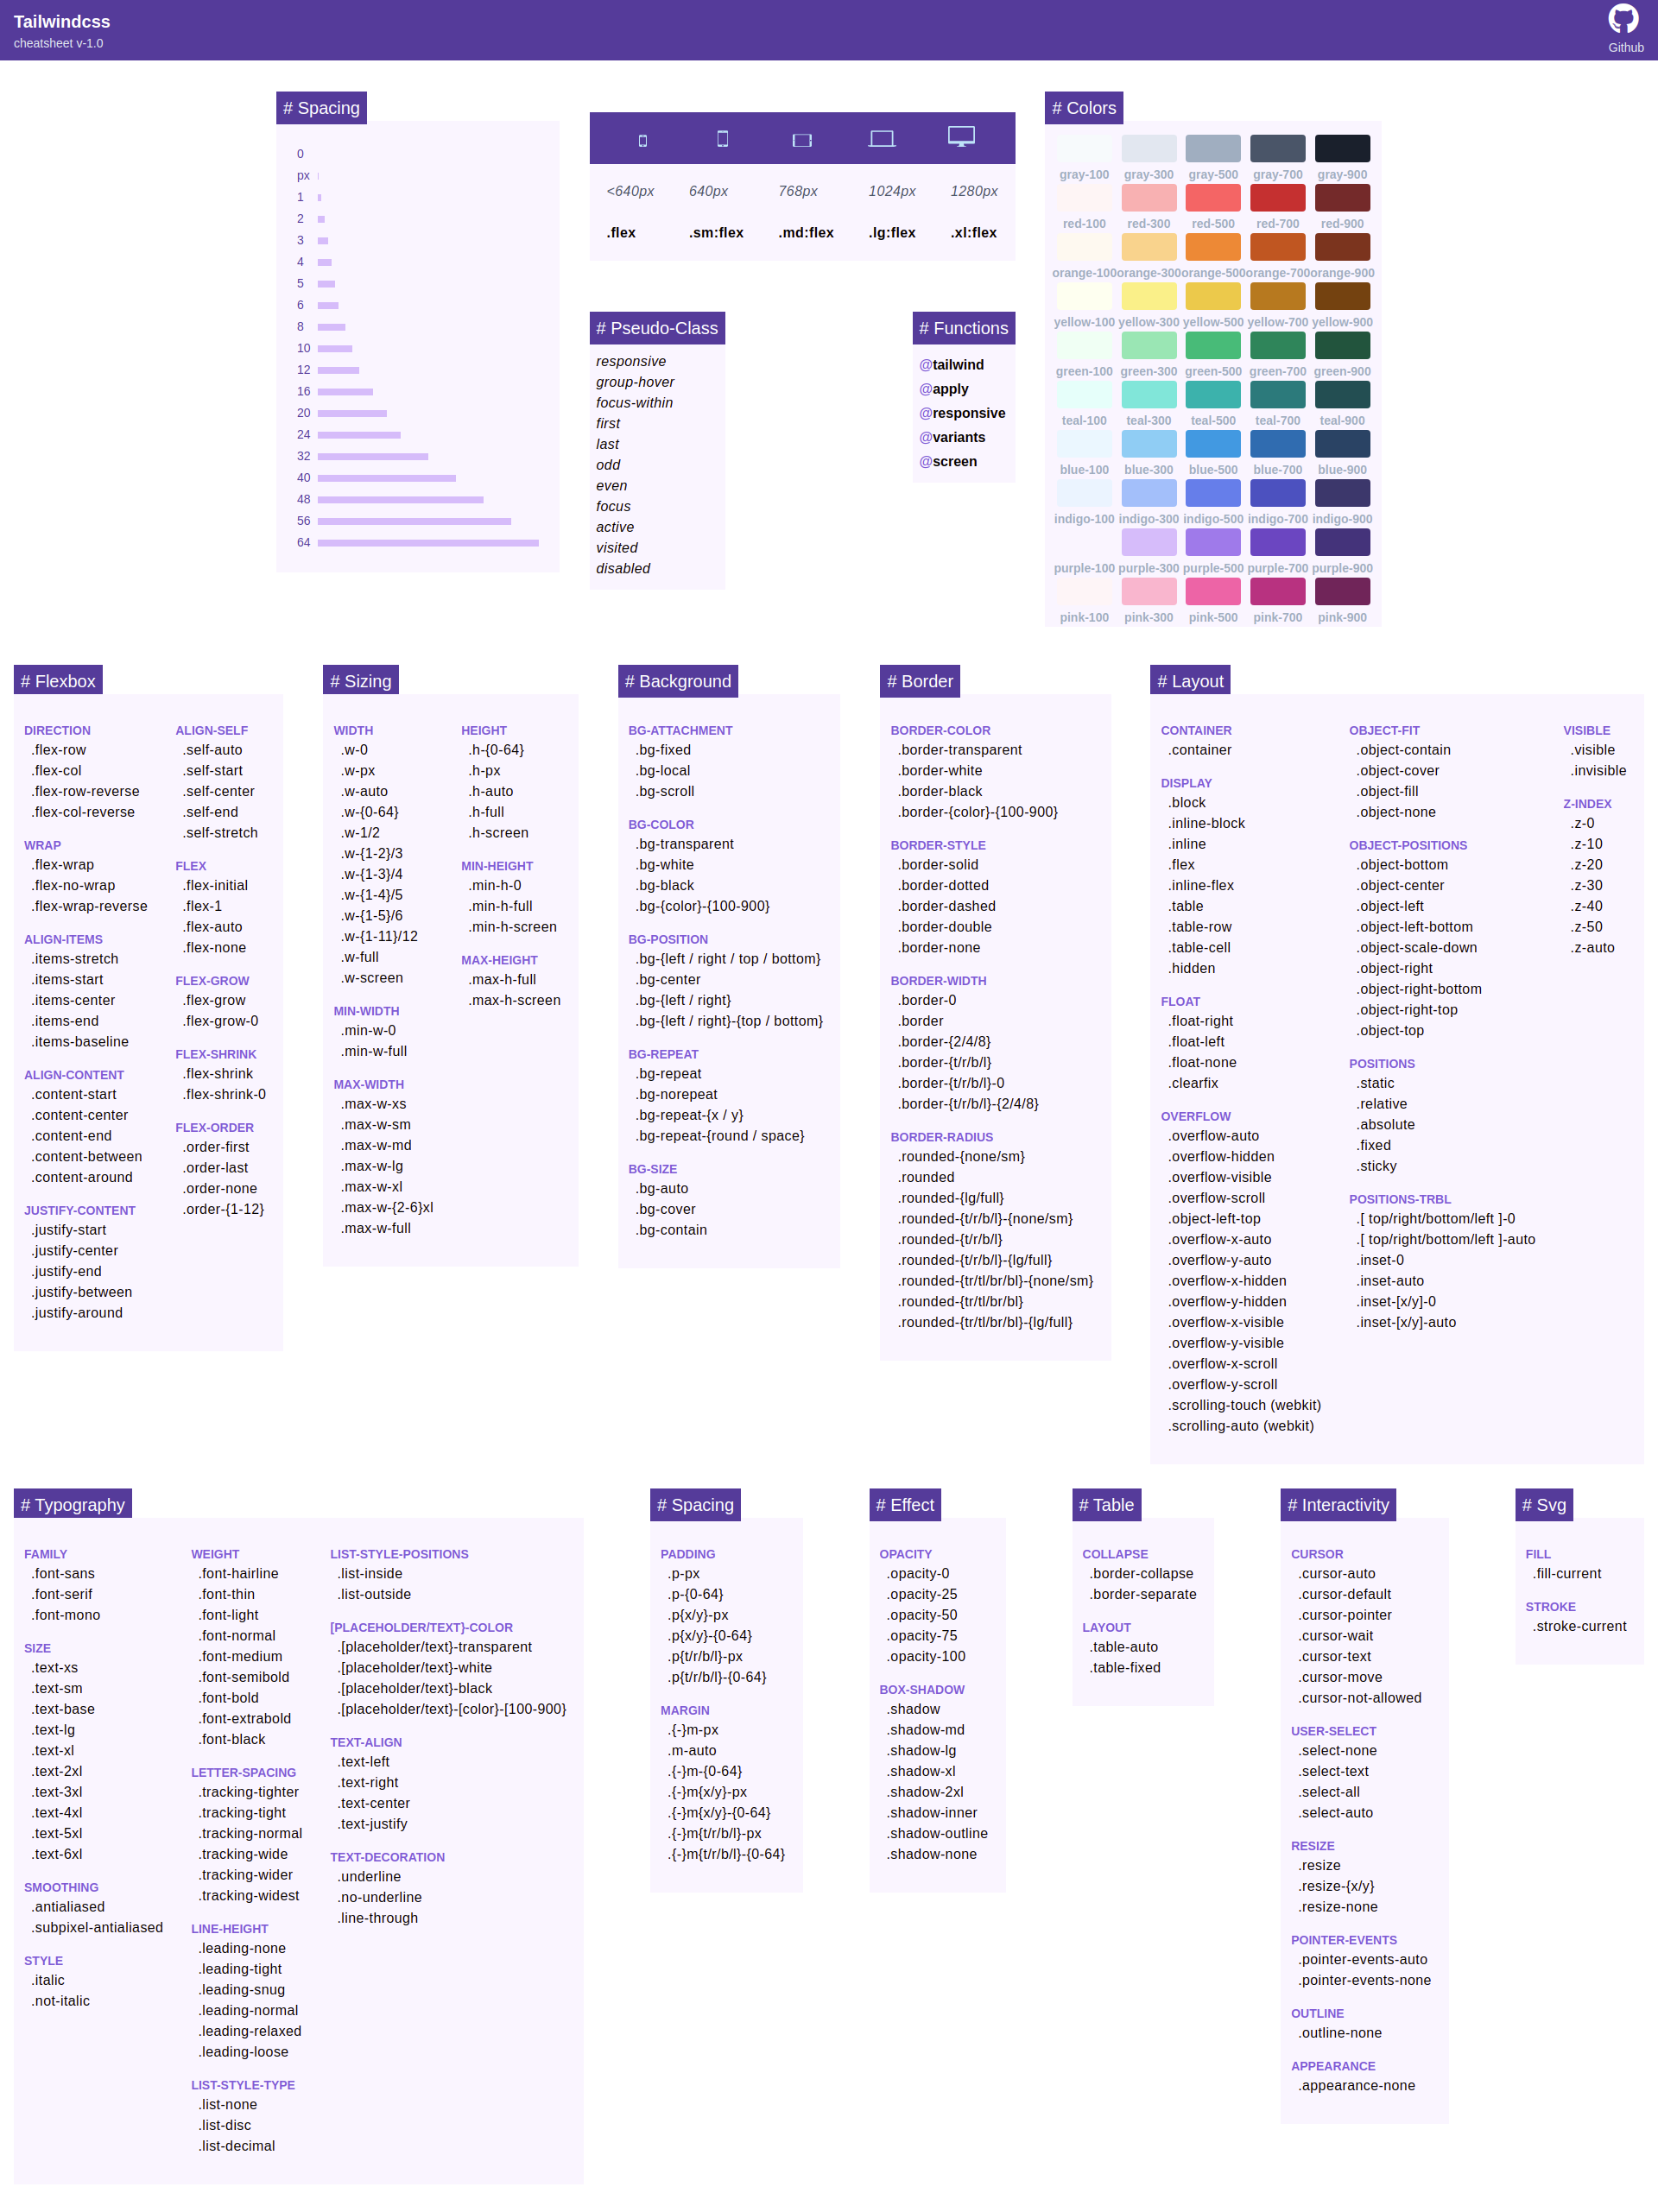 Tailwindcss
cheatsheet v-1.0
Github
# Spacing
0
px
1
2
3
4
5
6
8
10
12
16
20
24
32
40
48
56
64
<640px 640px 768px 1024px 1280px
.flex .sm:flex .md:flex .lg:flex .xl:flex
# Pseudo-Class
responsive
group-hover
focus-within
first
last
odd
even
focus
active
visited
disabled
# Functions
@tailwind
@apply
@responsive
@variants
@screen
# Colors
gray-100 gray-300 gray-500 gray-700 gray-900
red-100 red-300 red-500 red-700 red-900
orange-100 orange-300 orange-500 orange-700 orange-900
yellow-100 yellow-300 yellow-500 yellow-700 yellow-900
green-100 green-300 green-500 green-700 green-900
teal-100 teal-300 teal-500 teal-700 teal-900
blue-100 blue-300 blue-500 blue-700 blue-900
indigo-100 indigo-300 indigo-500 indigo-700 indigo-900
purple-100 purple-300 purple-500 purple-700 purple-900
pink-100 pink-300 pink-500 pink-700 pink-900
# Flexbox
DIRECTION
.flex-row
.flex-col
.flex-row-reverse
.flex-col-reverse
WRAP
.flex-wrap
.flex-no-wrap
.flex-wrap-reverse
ALIGN-ITEMS
.items-stretch
.items-start
.items-center
.items-end
.items-baseline
ALIGN-CONTENT
.content-start
.content-center
.content-end
.content-between
.content-around
JUSTIFY-CONTENT
.justify-start
.justify-center
.justify-end
.justify-between
.justify-around
ALIGN-SELF
.self-auto
.self-start
.self-center
.self-end
.self-stretch
FLEX
.flex-initial
.flex-1
.flex-auto
.flex-none
FLEX-GROW
.flex-grow
.flex-grow-0
FLEX-SHRINK
.flex-shrink
.flex-shrink-0
FLEX-ORDER
.order-first
.order-last
.order-none
.order-{1-12}
# Sizing
WIDTH
.w-0
.w-px
.w-auto
.w-{0-64}
.w-1/2
.w-{1-2}/3
.w-{1-3}/4
.w-{1-4}/5
.w-{1-5}/6
.w-{1-11}/12
.w-full
.w-screen
MIN-WIDTH
.min-w-0
.min-w-full
MAX-WIDTH
.max-w-xs
.max-w-sm
.max-w-md
.max-w-lg
.max-w-xl
.max-w-{2-6}xl
.max-w-full
HEIGHT
.h-{0-64}
.h-px
.h-auto
.h-full
.h-screen
MIN-HEIGHT
.min-h-0
.min-h-full
.min-h-screen
MAX-HEIGHT
.max-h-full
.max-h-screen
# Background
BG-ATTACHMENT
.bg-fixed
.bg-local
.bg-scroll
BG-COLOR
.bg-transparent
.bg-white
.bg-black
.bg-{color}-{100-900}
BG-POSITION
.bg-{left / right / top / bottom}
.bg-center
.bg-{left / right}
.bg-{left / right}-{top / bottom}
BG-REPEAT
.bg-repeat
.bg-norepeat
.bg-repeat-{x / y}
.bg-repeat-{round / space}
BG-SIZE
.bg-auto
.bg-cover
.bg-contain
# Border
BORDER-COLOR
.border-transparent
.border-white
.border-black
.border-{color}-{100-900}
BORDER-STYLE
.border-solid
.border-dotted
.border-dashed
.border-double
.border-none
BORDER-WIDTH
.border-0
.border
.border-{2/4/8}
.border-{t/r/b/l}
.border-{t/r/b/l}-0
.border-{t/r/b/l}-{2/4/8}
BORDER-RADIUS
.rounded-{none/sm}
.rounded
.rounded-{lg/full}
.rounded-{t/r/b/l}-{none/sm}
.rounded-{t/r/b/l}
.rounded-{t/r/b/l}-{lg/full}
.rounded-{tr/tl/br/bl}-{none/sm}
.rounded-{tr/tl/br/bl}
.rounded-{tr/tl/br/bl}-{lg/full}
# Layout
CONTAINER
.container
DISPLAY
.block
.inline-block
.inline
.flex
.inline-flex
.table
.table-row
.table-cell
.hidden
FLOAT
.float-right
.float-left
.float-none
.clearfix
OVERFLOW
.overflow-auto
.overflow-hidden
.overflow-visible
.overflow-scroll
.object-left-top
.overflow-x-auto
.overflow-y-auto
.overflow-x-hidden
.overflow-y-hidden
.overflow-x-visible
.overflow-y-visible
.overflow-x-scroll
.overflow-y-scroll
.scrolling-touch (webkit)
.scrolling-auto (webkit)
OBJECT-FIT
.object-contain
.object-cover
.object-fill
.object-none
OBJECT-POSITIONS
.object-bottom
.object-center
.object-left
.object-left-bottom
.object-scale-down
.object-right
.object-right-bottom
.object-right-top
.object-top
POSITIONS
.static
.relative
.absolute
.fixed
.sticky
POSITIONS-TRBL
.[ top/right/bottom/left ]-0
.[ top/right/bottom/left ]-auto
.inset-0
.inset-auto
.inset-[x/y]-0
.inset-[x/y]-auto
VISIBLE
.visible
.invisible
Z-INDEX
.z-0
.z-10
.z-20
.z-30
.z-40
.z-50
.z-auto
# Typography
FAMILY
.font-sans
.font-serif
.font-mono
SIZE
.text-xs
.text-sm
.text-base
.text-lg
.text-xl
.text-2xl
.text-3xl
.text-4xl
.text-5xl
.text-6xl
SMOOTHING
.antialiased
.subpixel-antialiased
STYLE
.italic
.not-italic
WEIGHT
.font-hairline
.font-thin
.font-light
.font-normal
.font-medium
.font-semibold
.font-bold
.font-extrabold
.font-black
LETTER-SPACING
.tracking-tighter
.tracking-tight
.tracking-normal
.tracking-wide
.tracking-wider
.tracking-widest
LINE-HEIGHT
.leading-none
.leading-tight
.leading-snug
.leading-normal
.leading-relaxed
.leading-loose
LIST-STYLE-TYPE
.list-none
.list-disc
.list-decimal
LIST-STYLE-POSITIONS
.list-inside
.list-outside
[PLACEHOLDER/TEXT}-COLOR
.[placeholder/text}-transparent
.[placeholder/text}-white
.[placeholder/text}-black
.[placeholder/text}-[color}-[100-900}
TEXT-ALIGN
.text-left
.text-right
.text-center
.text-justify
TEXT-DECORATION
.underline
.no-underline
.line-through
# Spacing
PADDING
.p-px
.p-{0-64}
.p{x/y}-px
.p{x/y}-{0-64}
.p{t/r/b/l}-px
.p{t/r/b/l}-{0-64}
MARGIN
.{-}m-px
.m-auto
.{-}m-{0-64}
.{-}m{x/y}-px
.{-}m{x/y}-{0-64}
.{-}m{t/r/b/l}-px
.{-}m{t/r/b/l}-{0-64}
# Effect
OPACITY
.opacity-0
.opacity-25
.opacity-50
.opacity-75
.opacity-100
BOX-SHADOW
.shadow
.shadow-md
.shadow-lg
.shadow-xl
.shadow-2xl
.shadow-inner
.shadow-outline
.shadow-none
# Table
COLLAPSE
.border-collapse
.border-separate
LAYOUT
.table-auto
.table-fixed
# Interactivity
CURSOR
.cursor-auto
.cursor-default
.cursor-pointer
.cursor-wait
.cursor-text
.cursor-move
.cursor-not-allowed
USER-SELECT
.select-none
.select-text
.select-all
.select-auto
RESIZE
.resize
.resize-{x/y}
.resize-none
POINTER-EVENTS
.pointer-events-auto
.pointer-events-none
OUTLINE
.outline-none
APPEARANCE
.appearance-none
# Svg
FILL
.fill-current
STROKE
.stroke-current